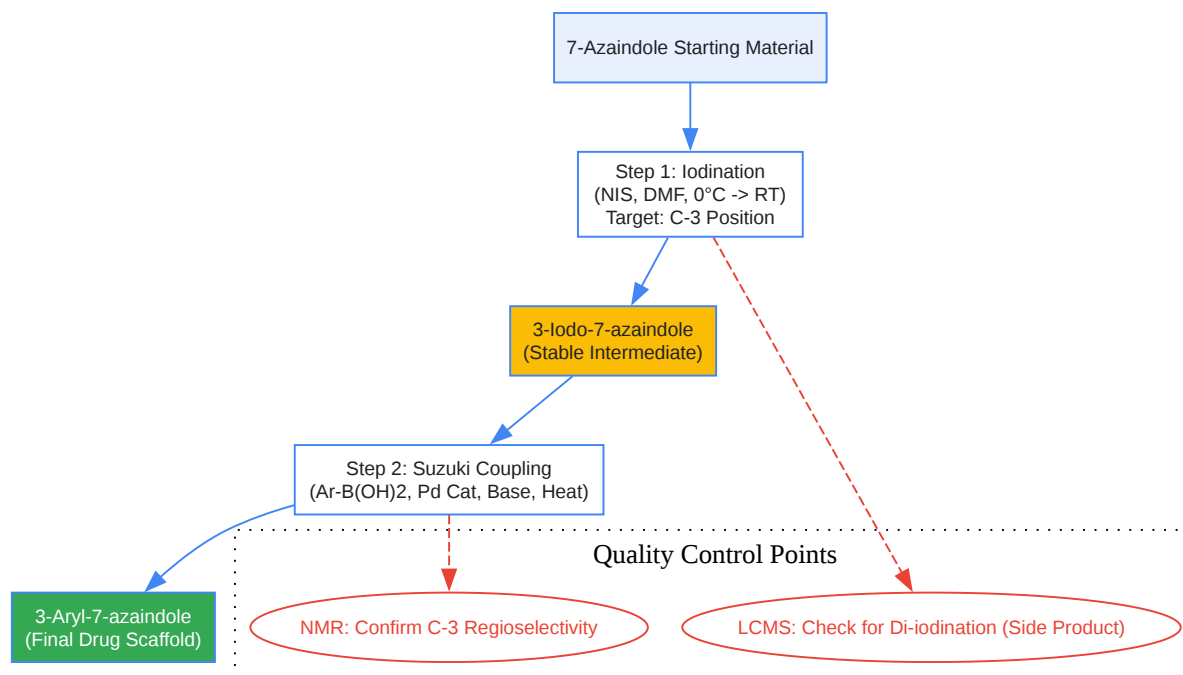 7-Azaindole Starting Material
Step 1: Iodination
(NIS, DMF, 0°C -> RT)
Target: C-3 Position
3-Iodo-7-azaindole
(Stable Intermediate)
Step 2: Suzuki Coupling
(Ar-B(OH)2, Pd Cat, Base, Heat)
Quality Control Points
3-Aryl-7-azaindole
(Final Drug Scaffold)
NMR: Confirm C-3 Regioselectivity
LCMS: Check for Di-iodination (Side Product)